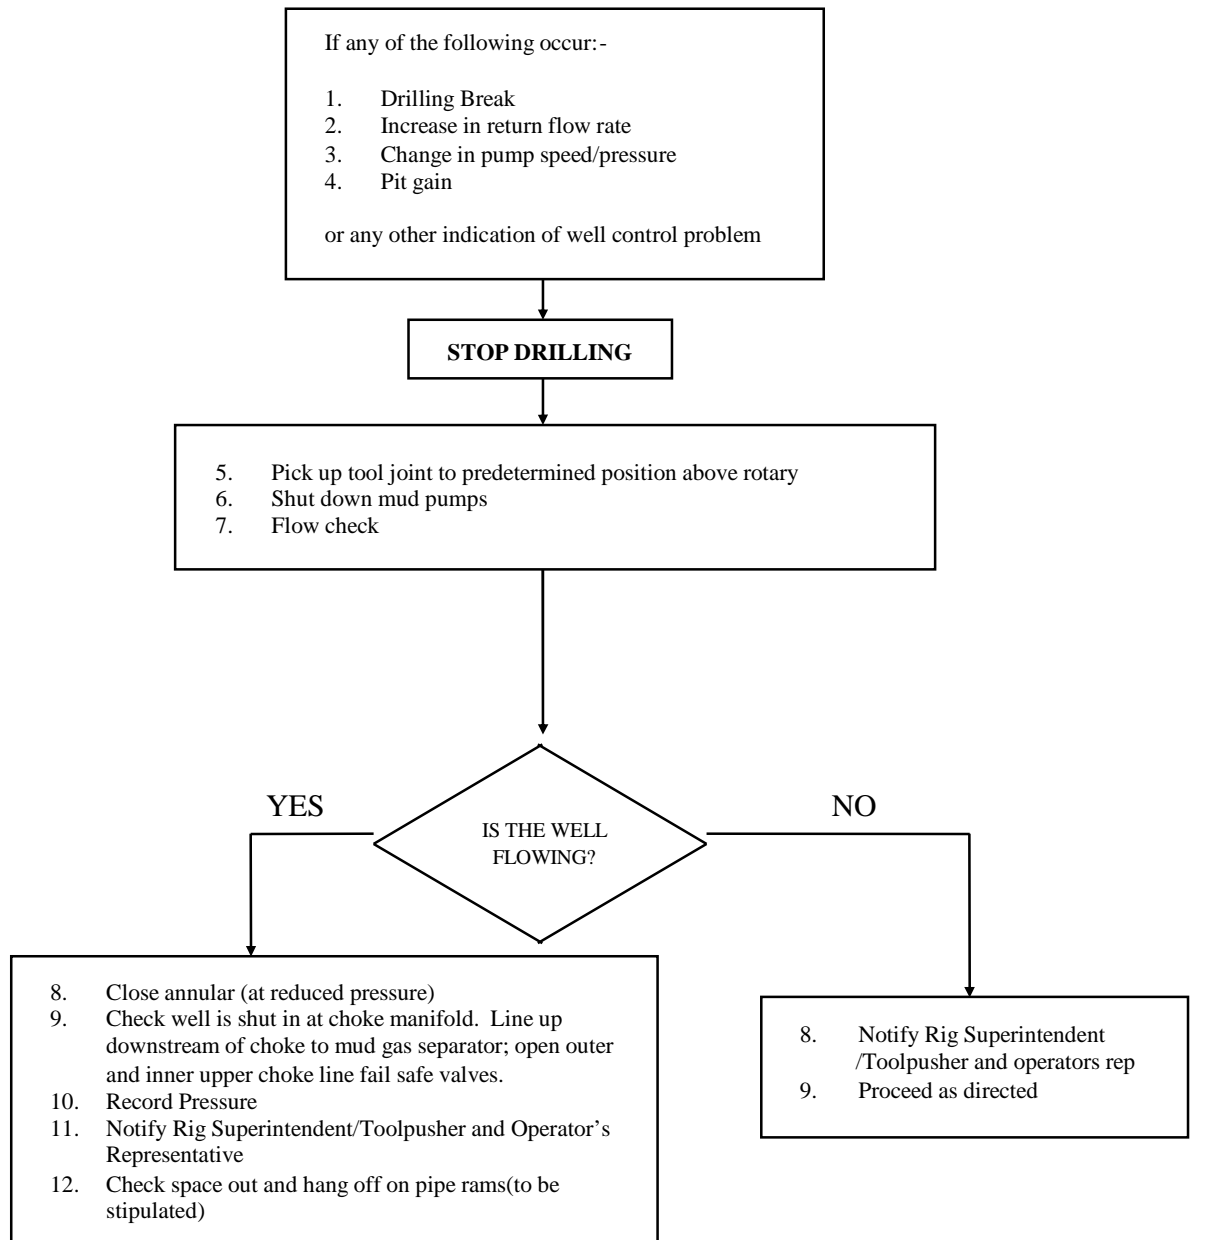 If any of the following occur:-
1. Drilling Break
2. Increase in return flow rate
3. Change in pump speed/pressure
4. Pit gain
or any other indication of well control problem
STOP DRILLING
5. Pick up tool joint to predetermined position above rotary
6. Shut down mud pumps
7. Flow check
YES
NO
IS THE WELL
FLOWING?
8. Close annular (at reduced pressure)
9. Check well is shut in at choke manifold. Line up
downstream of choke to mud gas separator; open outer
and inner upper choke line fail safe valves.
10. Record Pressure
11. Notify Rig Superintendent/Toolpusher and Operator’s
Representative
12. Check space out and hang off on pipe rams(to be
stipulated)
8. Notify Rig Superintendent
/Toolpusher and operators rep
9. Proceed as directed